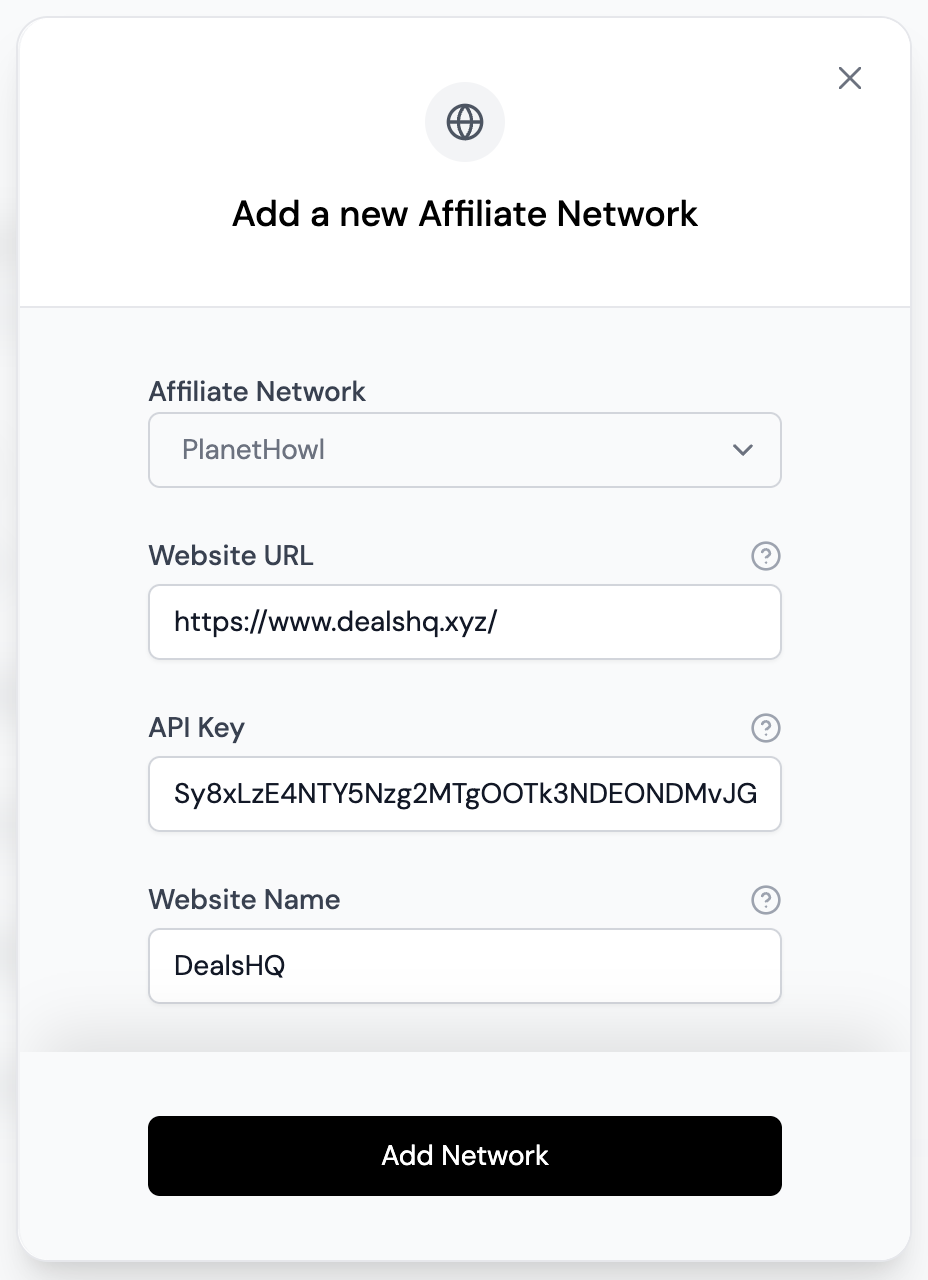 Add a new Affiliate Network
Affiliate Network
PlanetHowl
Website URL
https://www.dealshq.xyz/
API Key
Sy8xLzE4NTY5Nzg2MTgOOTk3NDEONDMvJG
Website Name
DealsHQ
Add Network